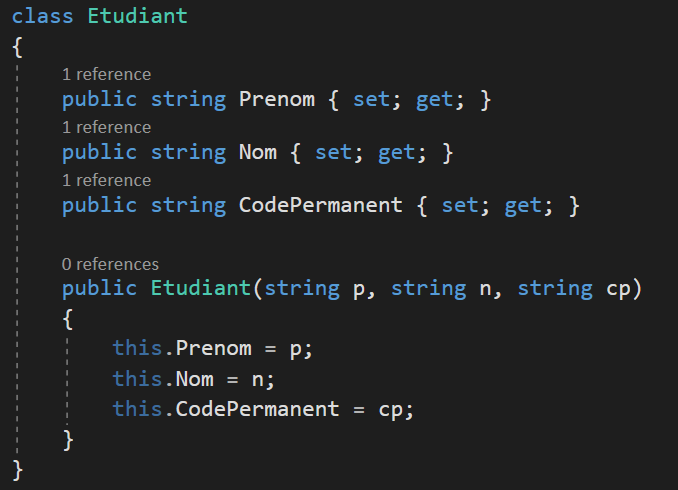 class Etudiant
{
1 reference
public string Prenom { set; get; }
1 reference
public string Nom { set; get; }
1 reference
public string CodePermanent { set; get; }
0 references
public Etudiant(string p, string n, string cp)
{
this.Prenom = p;
this.Nom = n;
this.CodePermanent = cp;
}
}